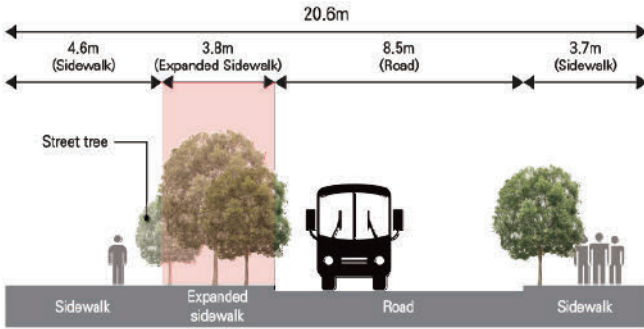 20.6m
4.6m
(Sidewalk)
3.8m
(Expanded Sidewalk)
8.5m
(Road)
3.7m
(Sidewalk)
Street tree
Sidewalk
Expanded
sidewalk
Road
Sidewalk